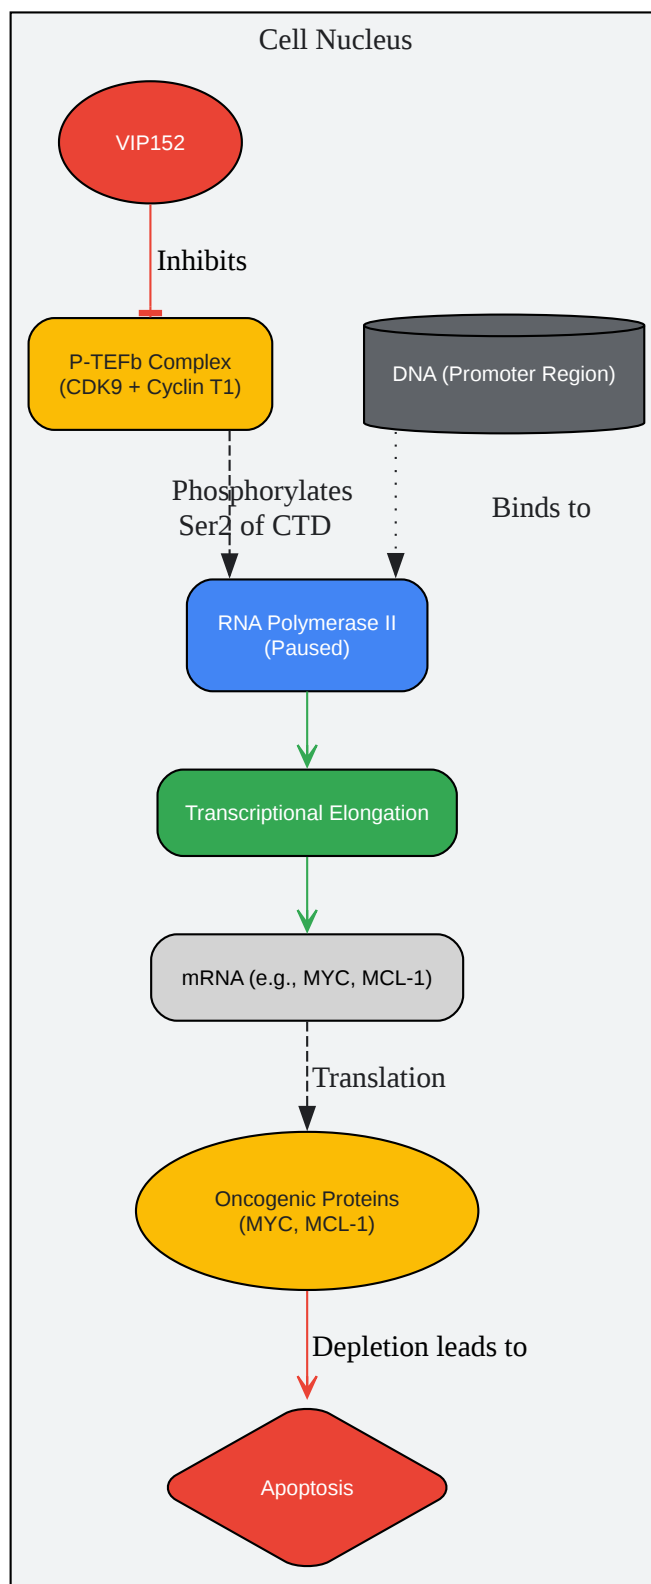 Cell Nucleus
VIP152
Inhibits
P-TEFb Complex
(CDK9 + Cyclin T1)
DNA (Promoter Region)
Phosphorylates
Ser2 of CTD
Binds to
RNA Polymerase II
(Paused)
Transcriptional Elongation
mRNA (e.g., MYC, MCL-1)
Translation
Oncogenic Proteins
(MYC, MCL-1)
Depletion leads to
Apoptosis